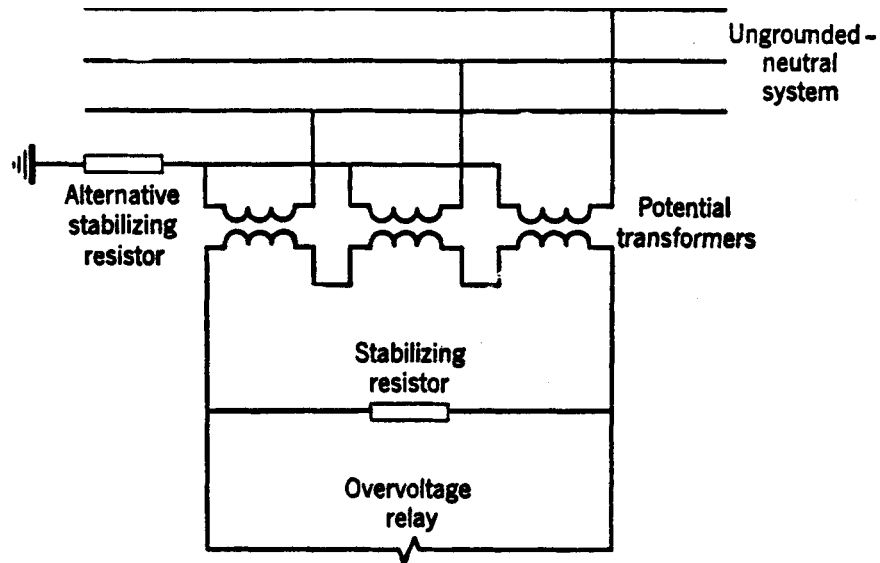 Ungrounded-
neutral
system
Alternative
stabilizing
resistor
Potential
transformers
Stabilizing
resistor
Overvoltage
relay